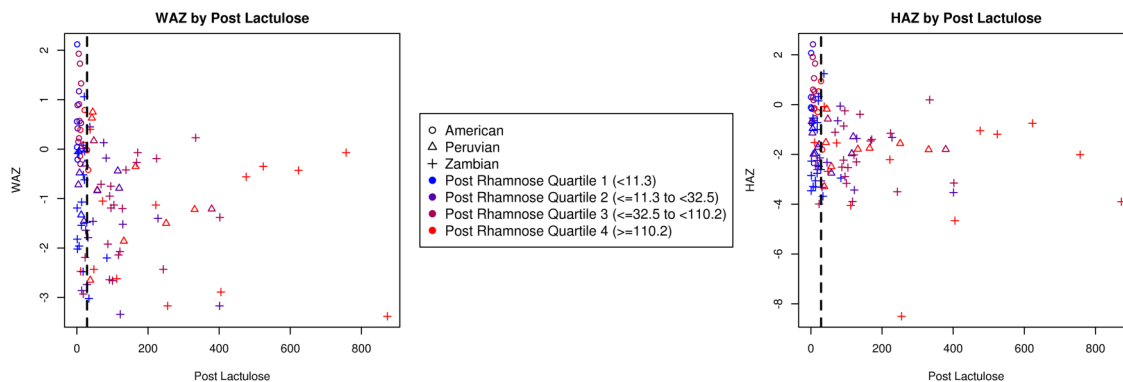 WAZ by Post Lactulose
2
1
0
-1
-2
-3
WAZ
0
200
400
600
800
Post Lactulose
American
Peruvian
Zambian
Post Rhamnose Quartile 1 (<11.3)
Post Rhamnose Quartile 2 (<=11.3 to <32.5)
Post Rhamnose Quartile 3 (<=32.5 to <110.2)
Post Rhamnose Quartile 4 (>=110.2)
HAZ by Post Lactulose
2
0
-2
-4
-6
-8
HAZ
0
200
400
600
800
Post Lactulose